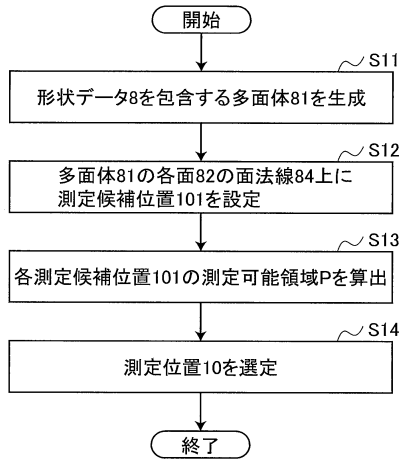 開始
S11
形状データ8を包含する多面体81を生成
S12
多面体81の各面82の面法線84上に
測定候補位置101を設定
S13
各測定候補位置101の測定可能領域Pを算出
S14
測定位置10を選定
終了